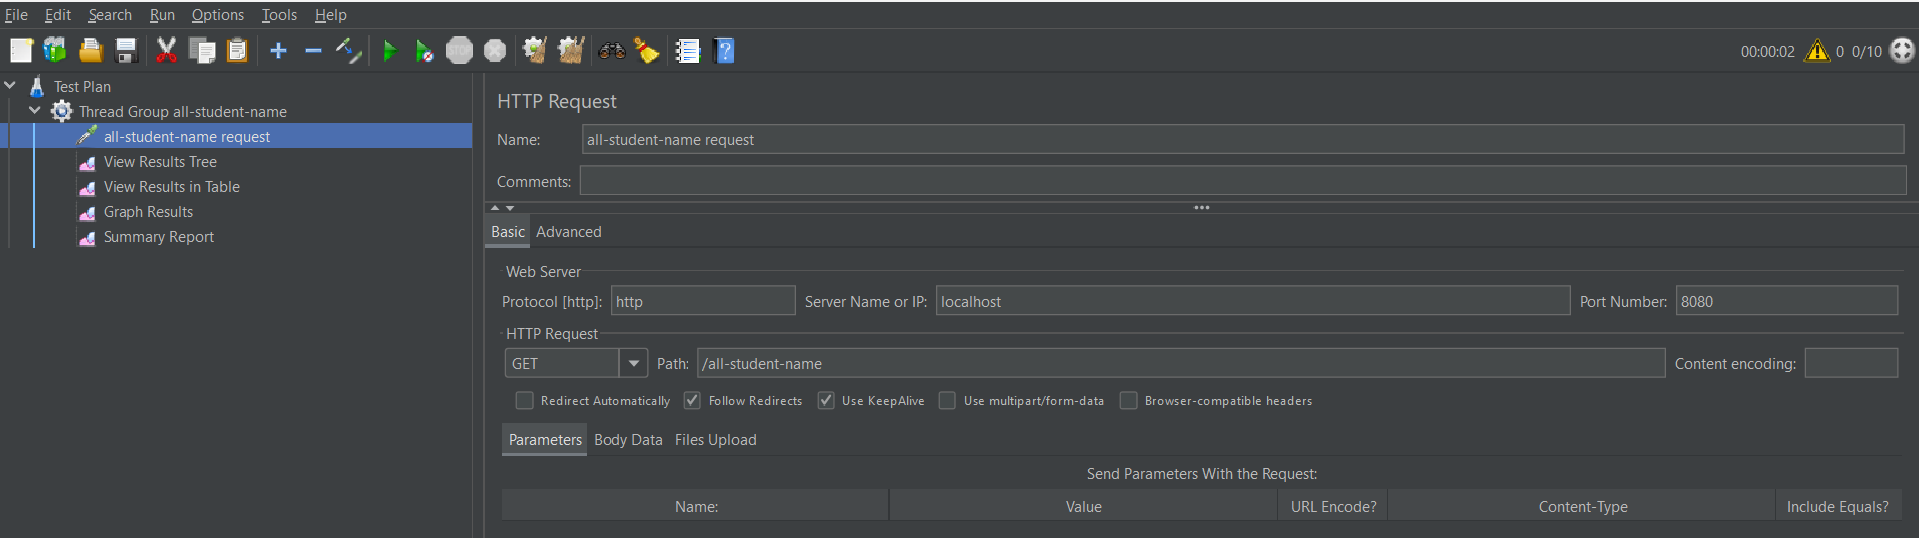 File Edit Search Run Options Tools Help
STOP
00:00:02 0 0/10
Test Plan
Thread Group all-student-name
all-student-name request
View Results Tree
View Results in Table
Graph Results
Summary Report
HTTP Request
Name: all-student-name request
Comments:
Basic Advanced
Web Server
Protocol [http]: http Server Name or IP: localhost Port Number: 8080
HTTP Request
GET Path: /all-student-name Content encoding:
Redirect Automatically Follow Redirects Use KeepAlive Use multipart/form-data Browser-compatible headers
Parameters Body Data Files Upload
Send Parameters With the Request:
Name: Value URL Encode? Content-Type Include Equals?